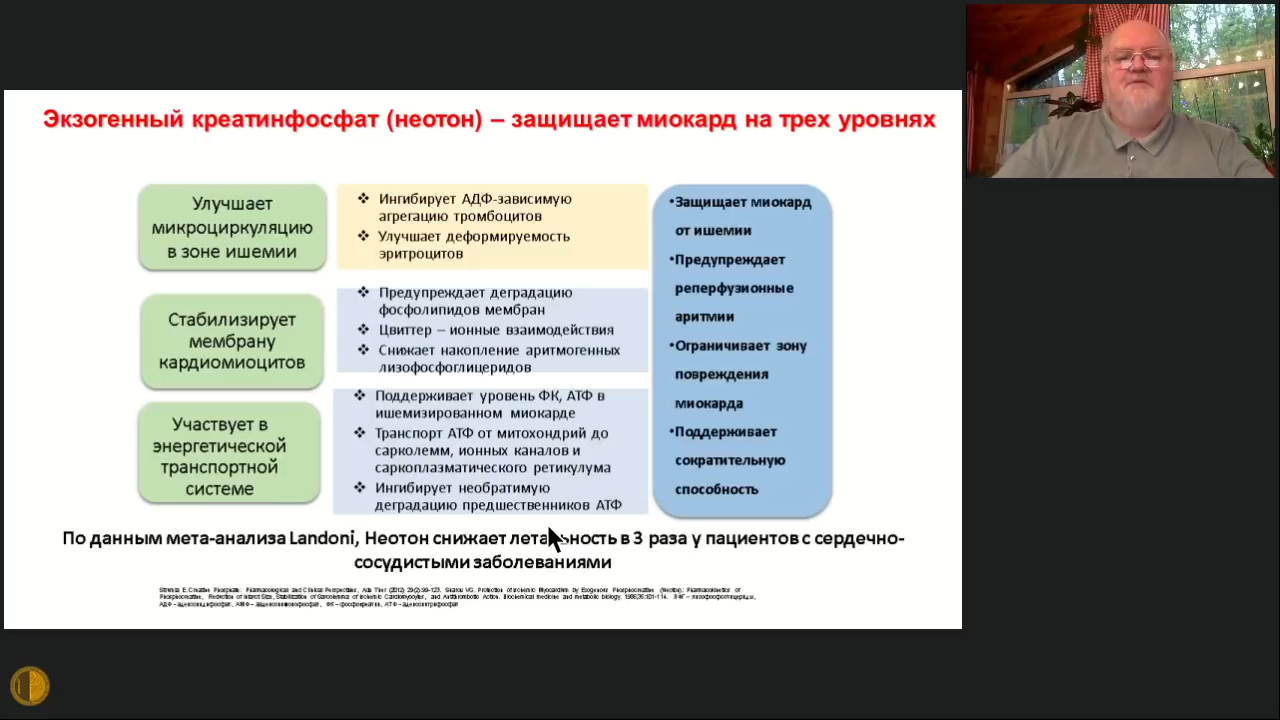 Экзогенный креатинфосфат (неотон) – защищает миокард на трех уровнях
Улучшает
микроциркуляцию
в зоне ишемии
❖ Ингибирует АДФ-зависимую
агрегацию тромбоцитов
❖ Улучшает деформируемость
эритроцитов
Стабилизирует
мембрану
кардиомиоцитов
❖ Предупреждает деградацию
фосфолипидов мембран
❖ Цвиттер – ионные взаимодействия
❖ Снижает накопление аритмогенных
лизофосфоглицеридов
Участвует в
энергетической
транспортной
системе
❖ Поддерживает уровень ФК, АТФ в
ишемизированном миокарде
❖ Транспорт АТФ от митохондрий до
сарколемм, ионных каналов и
саркоплазматического ретикулума
❖ Ингибирует необратимую
деградацию предшественников АТФ
•Защищает миокард
от ишемии
•Предупреждает
реперфузионные
аритмии
•Ограничивает зону
повреждения
миокарда
•Поддерживает
сократительную
способность
По данным мета-анализа Landoni, Неотон снижает летальность в 3 раза у пациентов с сердечно-
сосудистыми заболеваниями